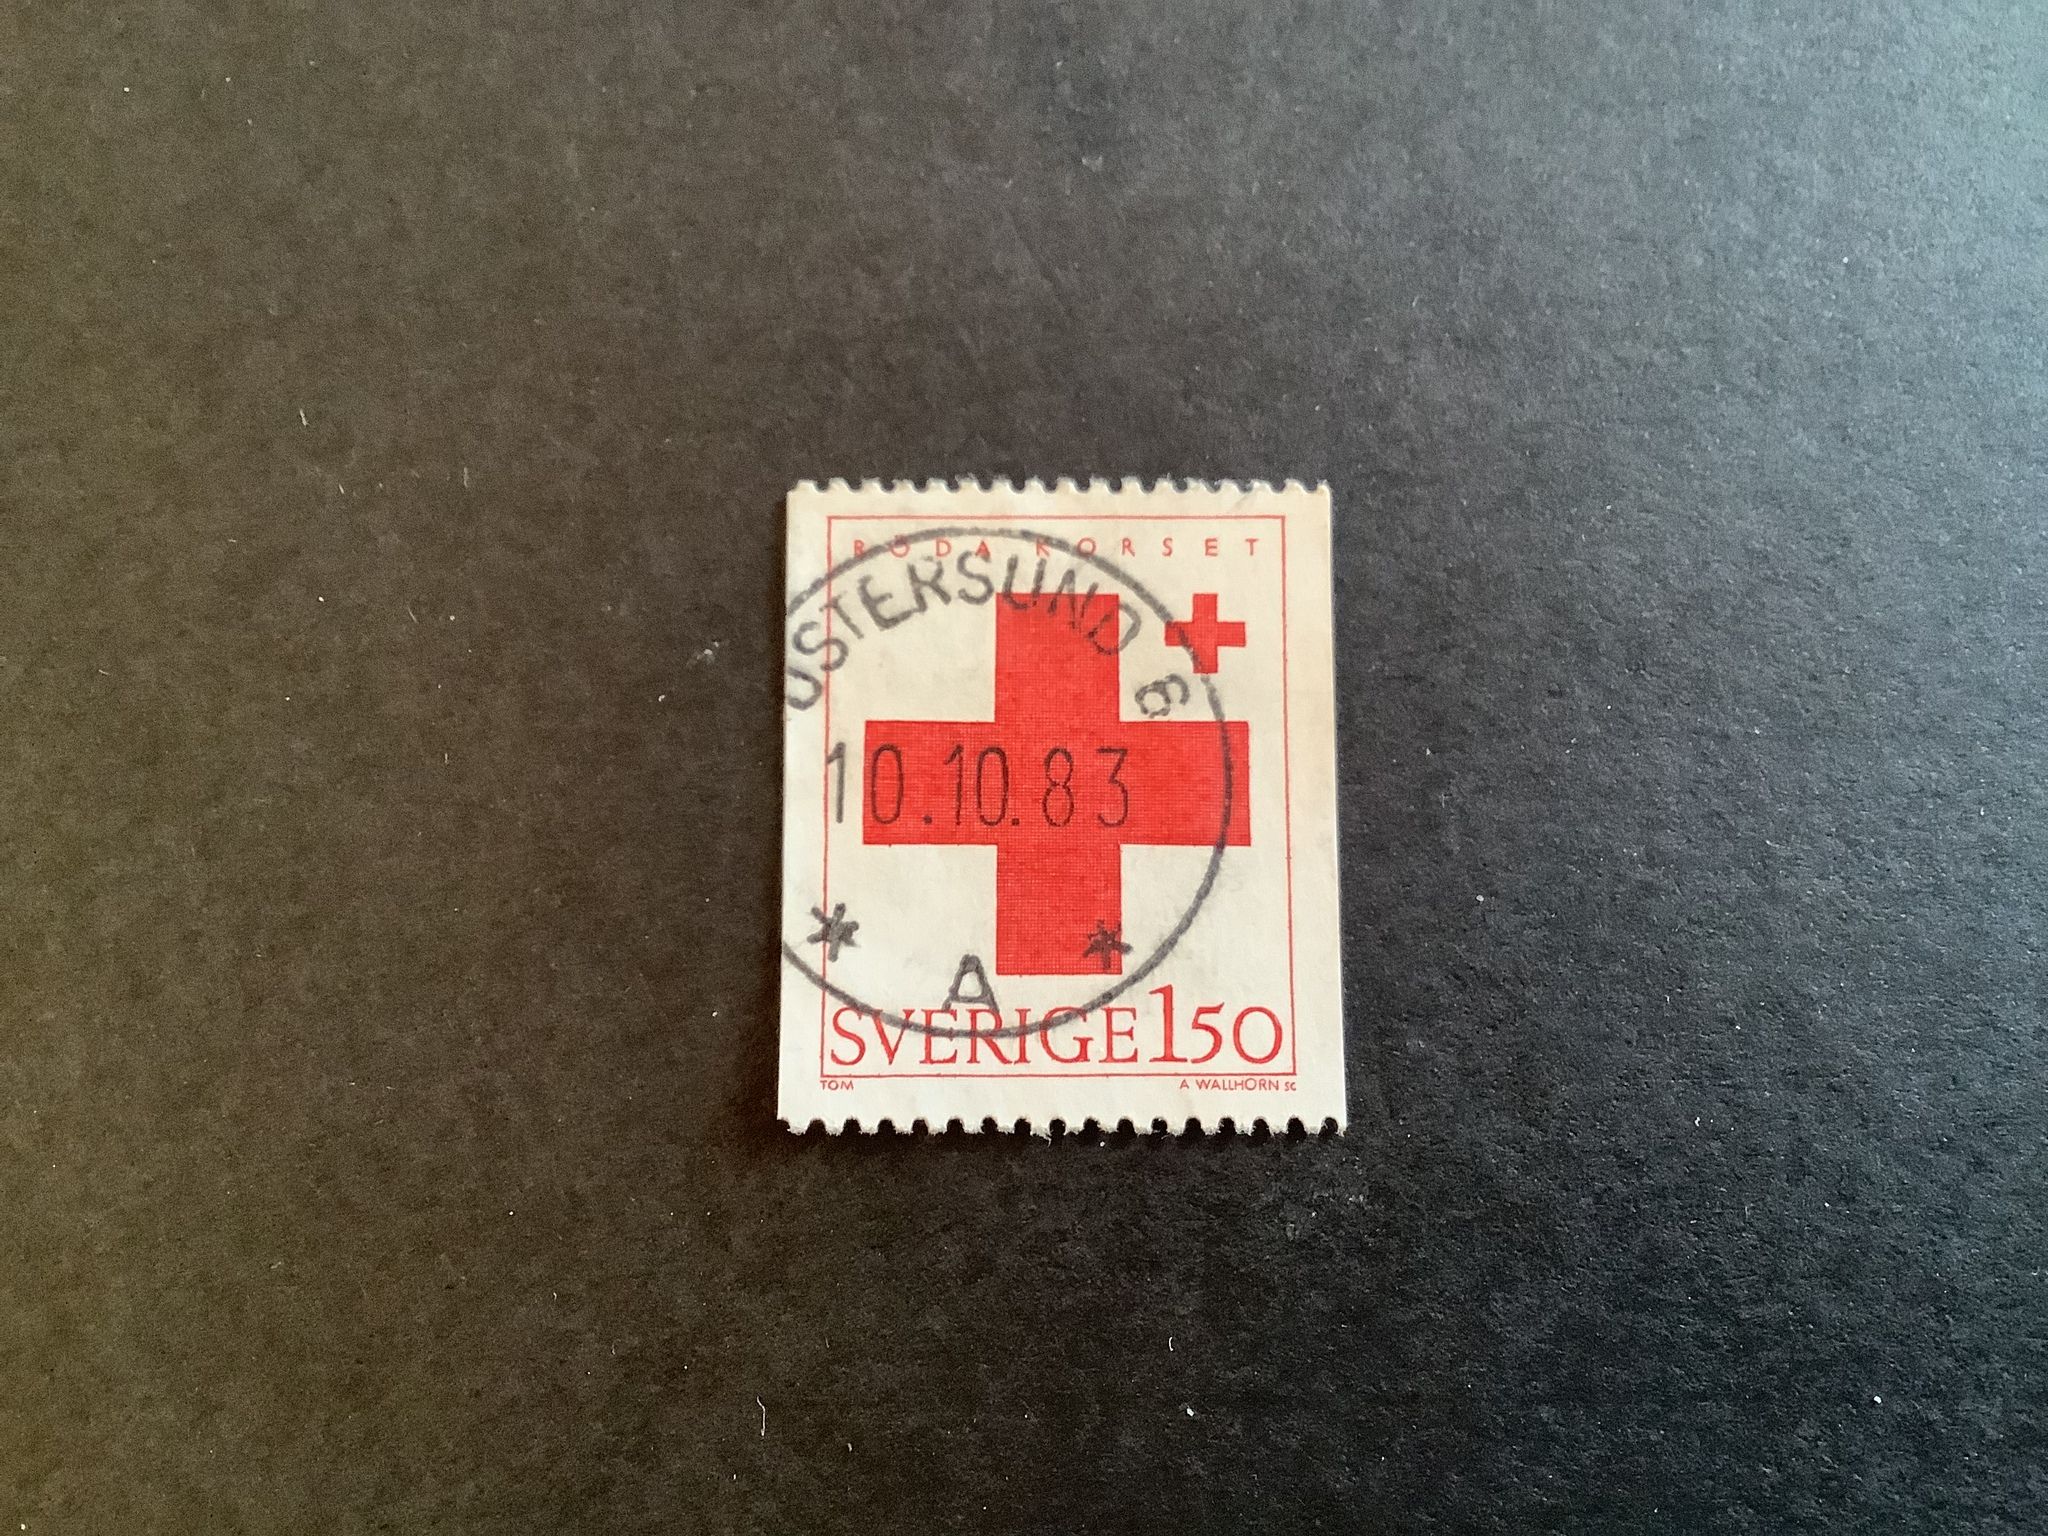 RÖDA KORSET
ÖSTERSUND 6
10.10.83
* A *
SVERIGE 150
TOM A WALLHORN SC